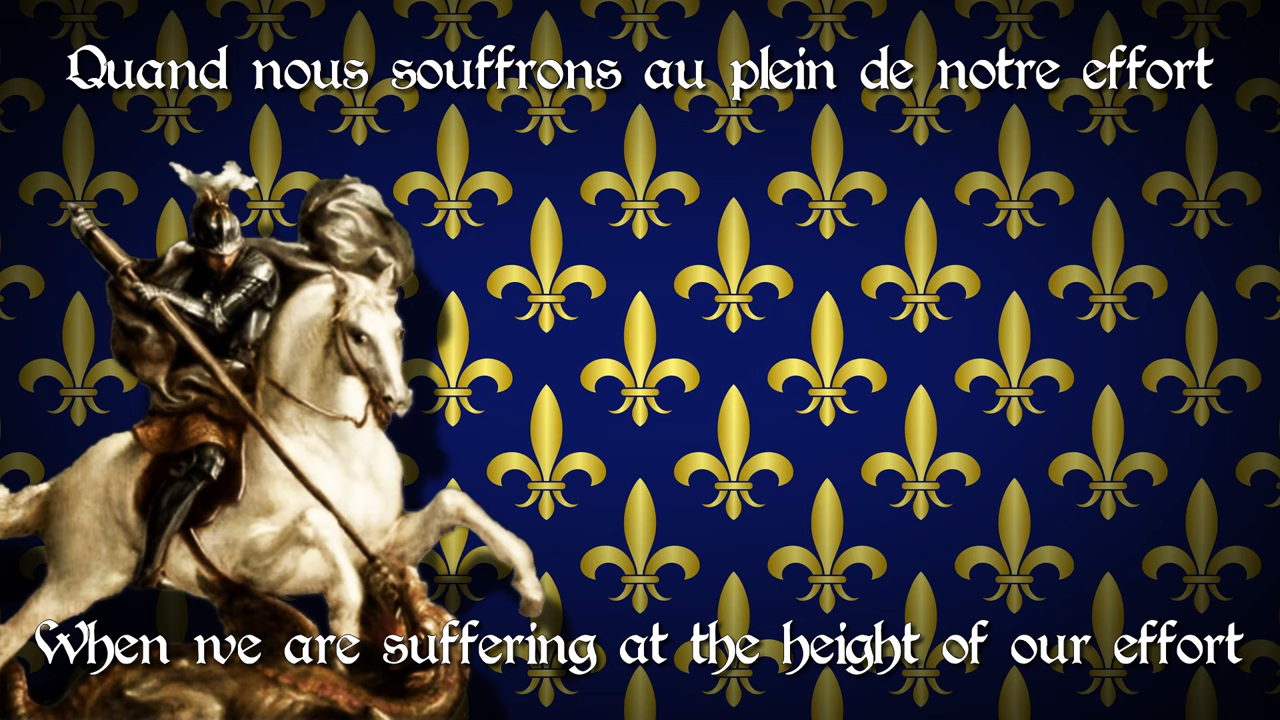 Quand nous souffrons au plein de notre effort
When we are suffering at the height of our effort